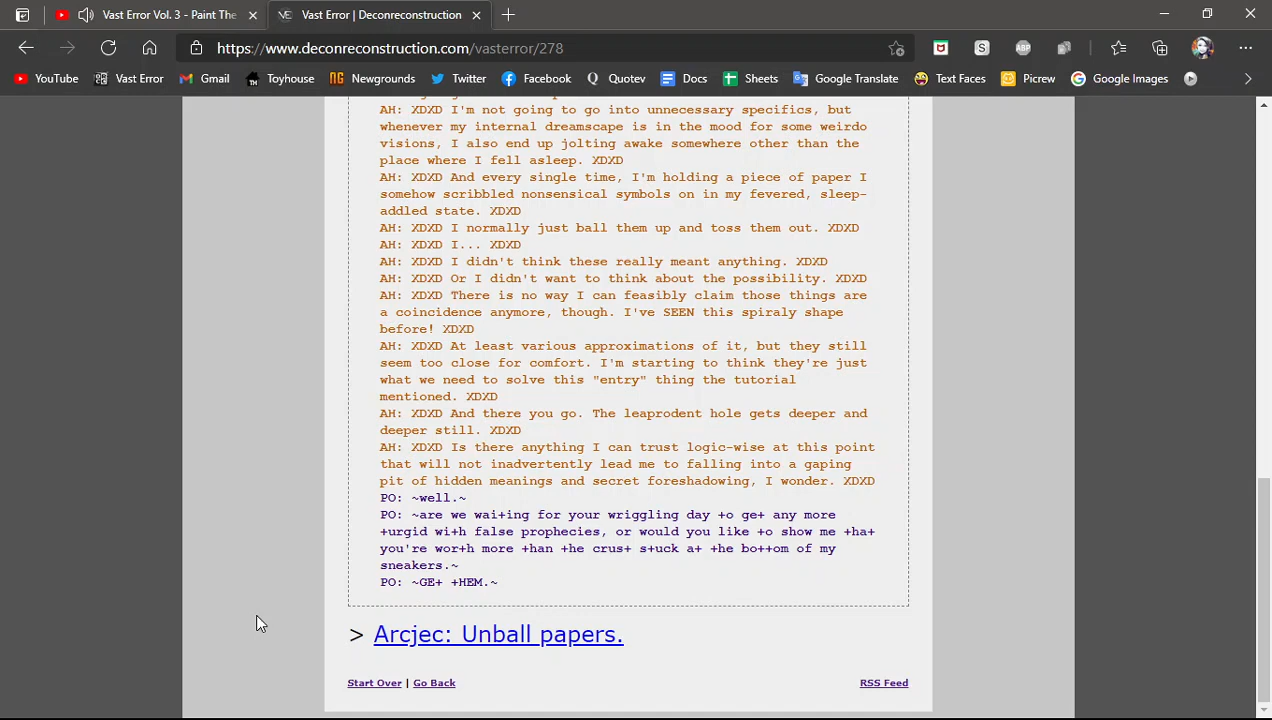 Vast Error Vol. 3 - Paint The
Vast Error | Deconreconstruction
https://www.deconreconstruction.com/vasterror/278
YouTube
Vast Error
Gmail
Toyhouse
Newgrounds
Twitter
Facebook
Quotev
Docs
Sheets
Google Translate
Text Faces
Picrew
Google Images
AH: XDXD I'm not going to go into unnecessary specifics, but
whenever my internal dreamscape is in the mood for some weirdo
visions, I also end up jolting awake somewhere other than the
place where I fell asleep. XDXD
AH: XDXD And every single time, I'm holding a piece of paper I
somehow scribbled nonsensical symbols on in my fevered, sleep-
addled state. XDXD
AH: XDXD I normally just ball them up and toss them out. XDXD
AH: XDXD I... XDXD
AH: XDXD I didn't think these really meant anything. XDXD
AH: XDXD Or I didn't want to think about the possibility. XDXD
AH: XDXD There is no way I can feasibly claim those things are
a coincidence anymore, though. I've SEEN this spiraly shape
before! XDXD
AH: XDXD At least various approximations of it, but they still
seem too close for comfort. I'm starting to think they're just
what we need to solve this "entry" thing the tutorial
mentioned. XDXD
AH: XDXD And there you go. The leaprodent hole gets deeper and
deeper still. XDXD
AH: XDXD Is there anything I can trust logic-wise at this point
that will not inadvertently lead me to falling into a gaping
pit of hidden meanings and secret foreshadowing, I wonder. XDXD
PO: ~well.~
PO: ~are we wai+ing for your wriggling day +o ge+ any more
+urgid wi+h false prophecies, or would you like +o show me +ha+
you're wor+h more +han +he crus+ s+uck a+ +he bo++om of my
sneakers.~
PO: ~GE+ +HEM.~
> Arcjec: Unball papers.
Start Over | Go Back
RSS Feed